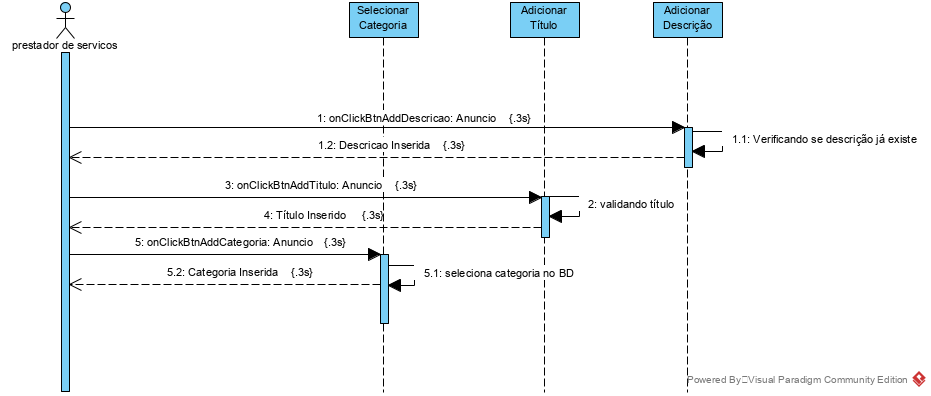 Selecionar
Categoria
Adicionar
Título
Adicionar
Descrição
prestador de servicos
1: onClickBtnAddDescricao: Anuncio {.3s}
1.1: Verificando se descrição já existe
1.2: Descricao Inserida {.3s}
3: onClickBtnAddTitulo: Anuncio {.3s}
2: validando título
4: Título Inserido {.3s}
5: onClickBtnAddCategoria: Anuncio {.3s}
5.2: Categoria Inserida {.3s}
5.1: seleciona categoria no BD
Powered By Visual Paradigm Community Edition